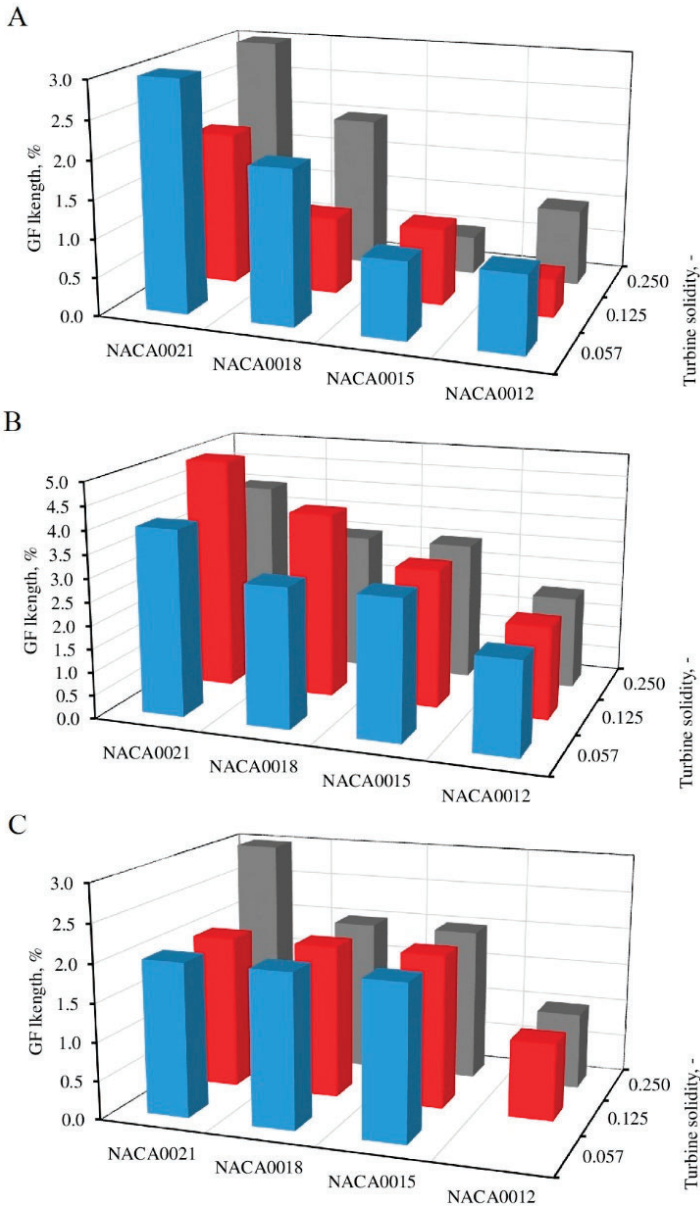 A
GF lkength, %
3.0
2.5
2.0
1.5
1.0
0.5
0.0
NACA0021
NACA0018
NACA0015
NACA0012
0.057
0.125
0.250
Turbine solidity, -
B
GF lkength, %
5.0
4.5
4.0
3.5
3.0
2.5
2.0
1.5
1.0
0.5
0.0
NACA0021
NACA0018
NACA0015
NACA0012
0.057
0.125
0.250
Turbine solidity, -
C
GF lkength, %
3.0
2.5
2.0
1.5
1.0
0.5
0.0
NACA0021
NACA0018
NACA0015
NACA0012
0.057
0.125
0.250
Turbine solidity, -